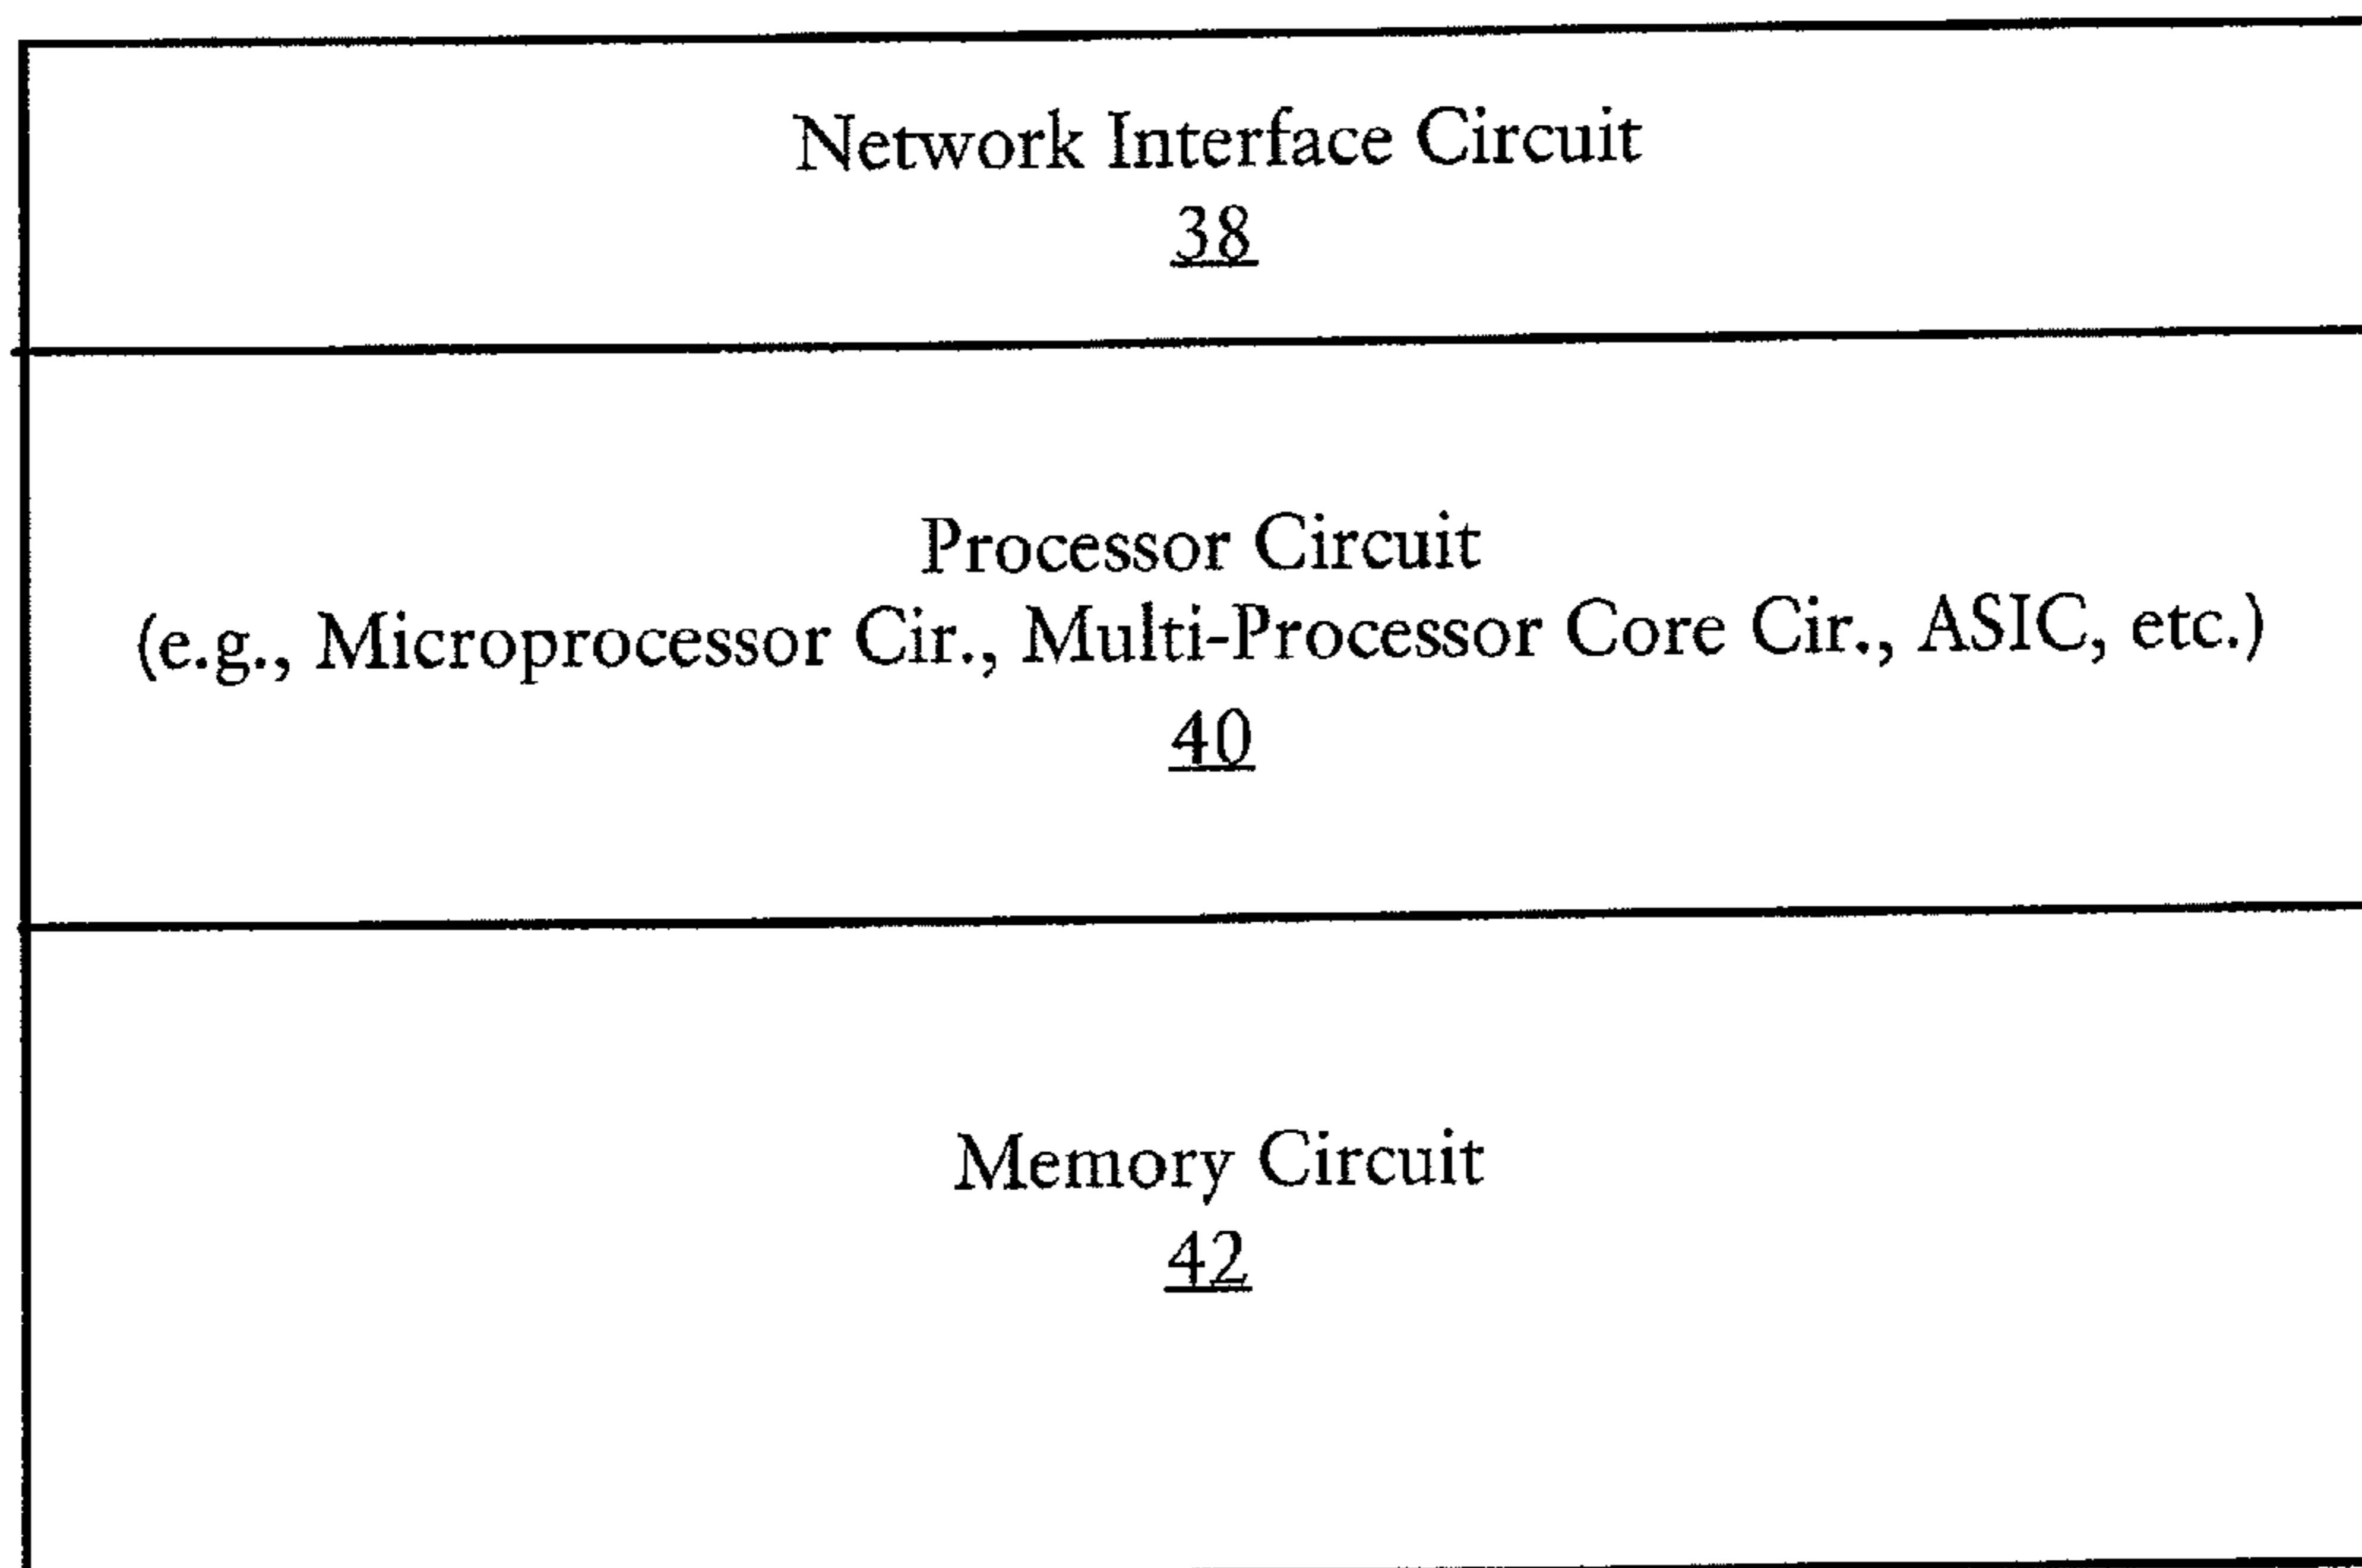 Network Interface Circuit
38
Processor Circuit
(e.g., Microprocessor Cir., Multi-Processor Core Cir., ASIC, etc.)
40
Memory Circuit
42